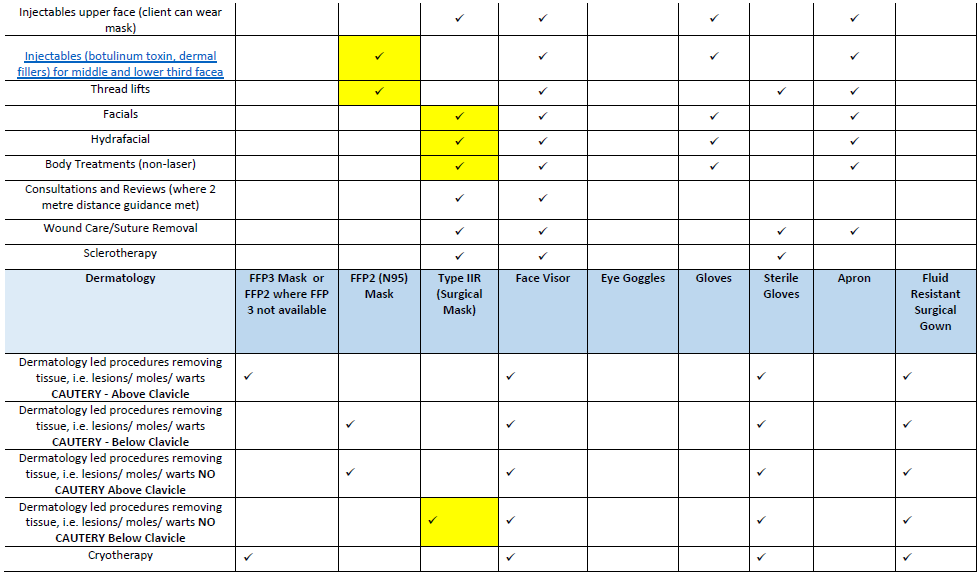 Injectables upper face (client can wear
mask) ✓ ✓ ✓ ✓
Injectables (botulinum toxin, dermal
fillers) for middle and lower third facea ✓ ✓ ✓ ✓
Thread lifts ✓ ✓ ✓ ✓
Facials ✓ ✓ ✓ ✓
Hydrafacial ✓ ✓ ✓ ✓
Body Treatments (non-laser) ✓ ✓ ✓ ✓
Consultations and Reviews (where 2
metre distance guidance met) ✓ ✓
Wound Care/Suture Removal ✓ ✓ ✓ ✓
Sclerotherapy ✓ ✓ ✓
Dermatology
FFP3 Mask or
FFP2 where FFP
3 not available
FFP2 (N95)
Mask
Type IIR
(Surgical
Mask)
Face Visor
Eye Goggles
Gloves
Sterile
Gloves
Apron
Fluid
Resistant
Surgical
Gown
Dermatology led procedures removing
tissue, i.e. lesions/ moles/ warts
CAUTERY - Above Clavicle ✓ ✓ ✓ ✓
Dermatology led procedures removing
tissue, i.e. lesions/ moles/ warts
CAUTERY - Below Clavicle ✓ ✓ ✓ ✓
Dermatology led procedures removing
tissue, i.e. lesions/ moles/ warts NO
CAUTERY Above Clavicle ✓ ✓ ✓ ✓
Dermatology led procedures removing
tissue, i.e. lesions/ moles/ warts NO
CAUTERY Below Clavicle ✓ ✓ ✓ ✓
Cryotherapy ✓ ✓ ✓ ✓